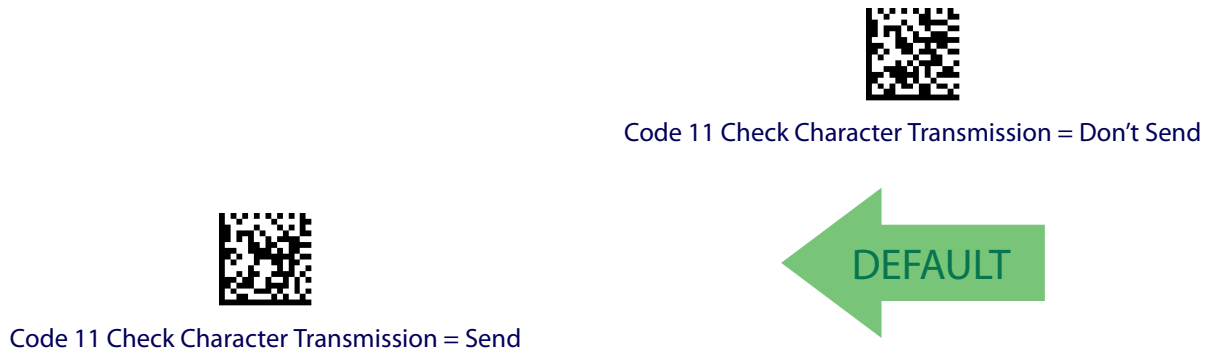 Code 11 Check Character Transmission = Don’t Send
DEFAULT
Code 11 Check Character Transmission = Send